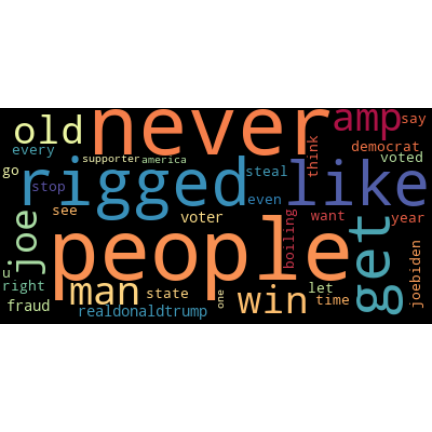 never
amp
say
old
democrat
every
think
voted
supporter
america
go
rigged
like
steal
stop
even
see
voter
want
year
joe
people
boiling
get
joebiden
u
right
man
state
win
let
one
time
fraud
realdonaldtrump